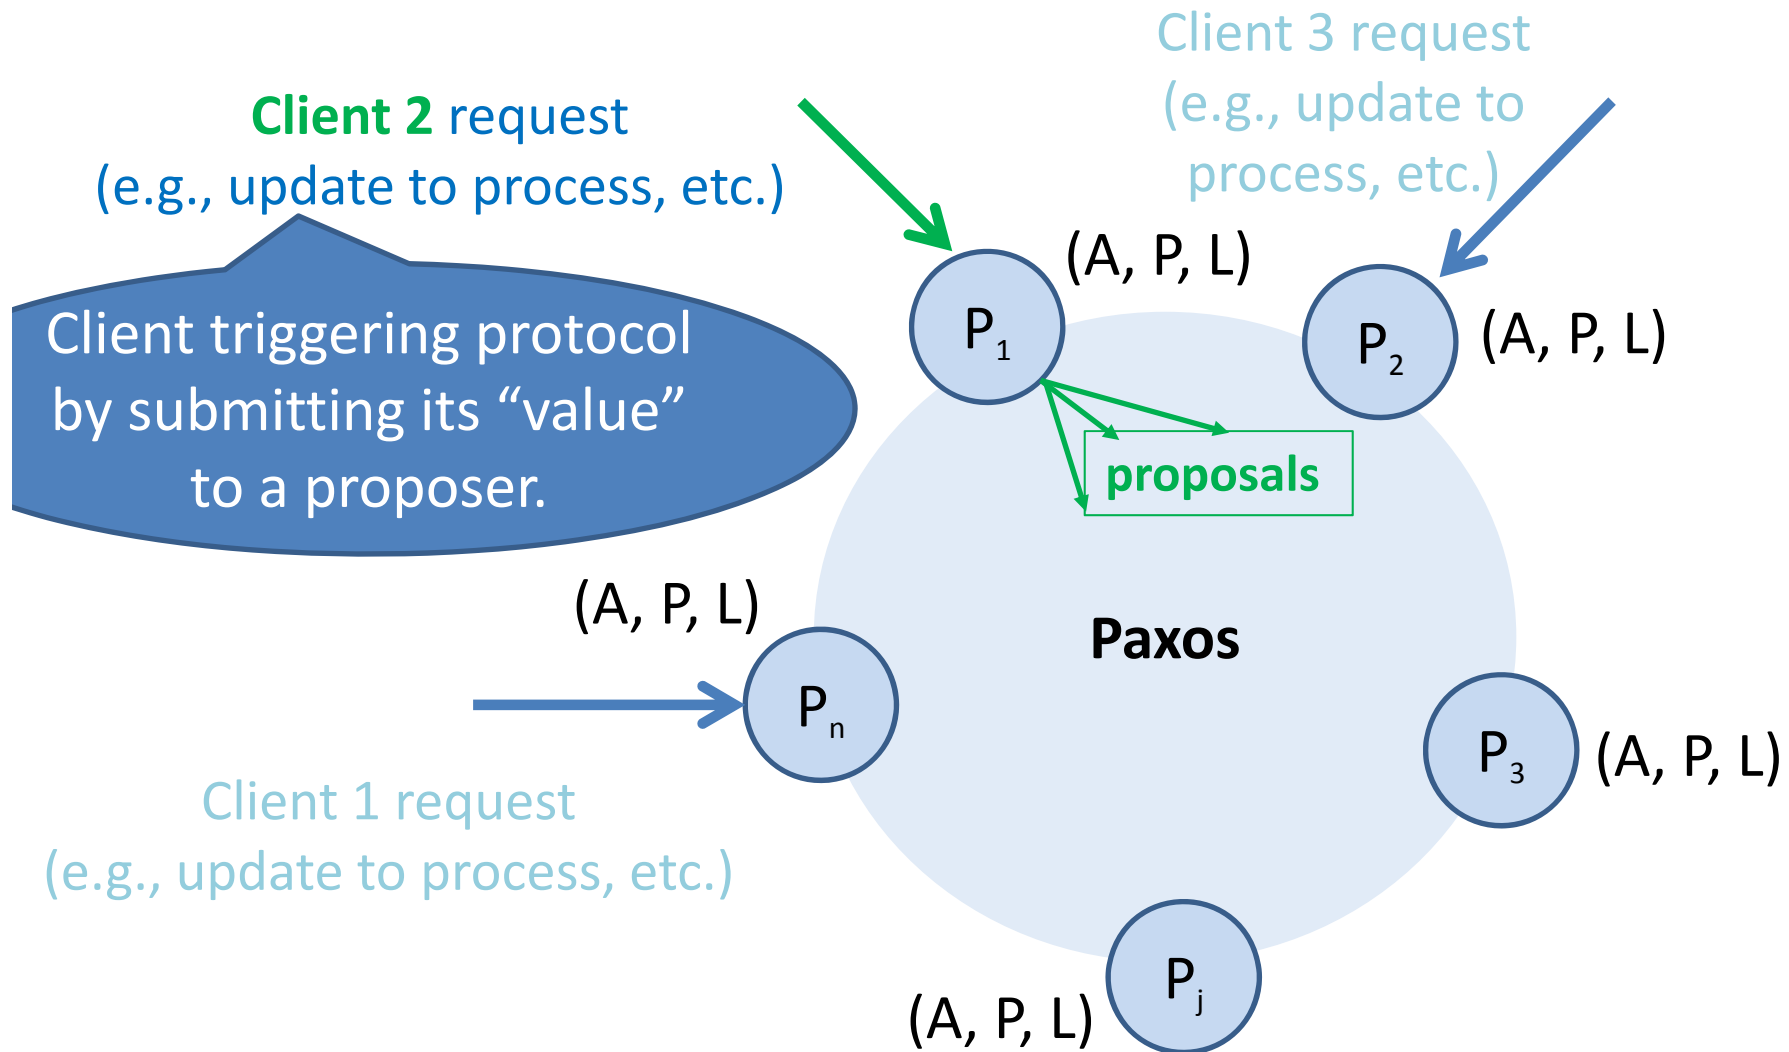 Client 3 request
(e.g., update to
process, etc.)
Client 2 request
(e.g., update to process, etc.)
Client triggering protocol
by submitting its “value”
to a proposer.
(A, P, L)
P1
P2
(A, P, L)
proposals
(A, P, L)
Paxos
Pn
P3
(A, P, L)
Client 1 request
(e.g., update to process, etc.)
Pj
(A, P, L)